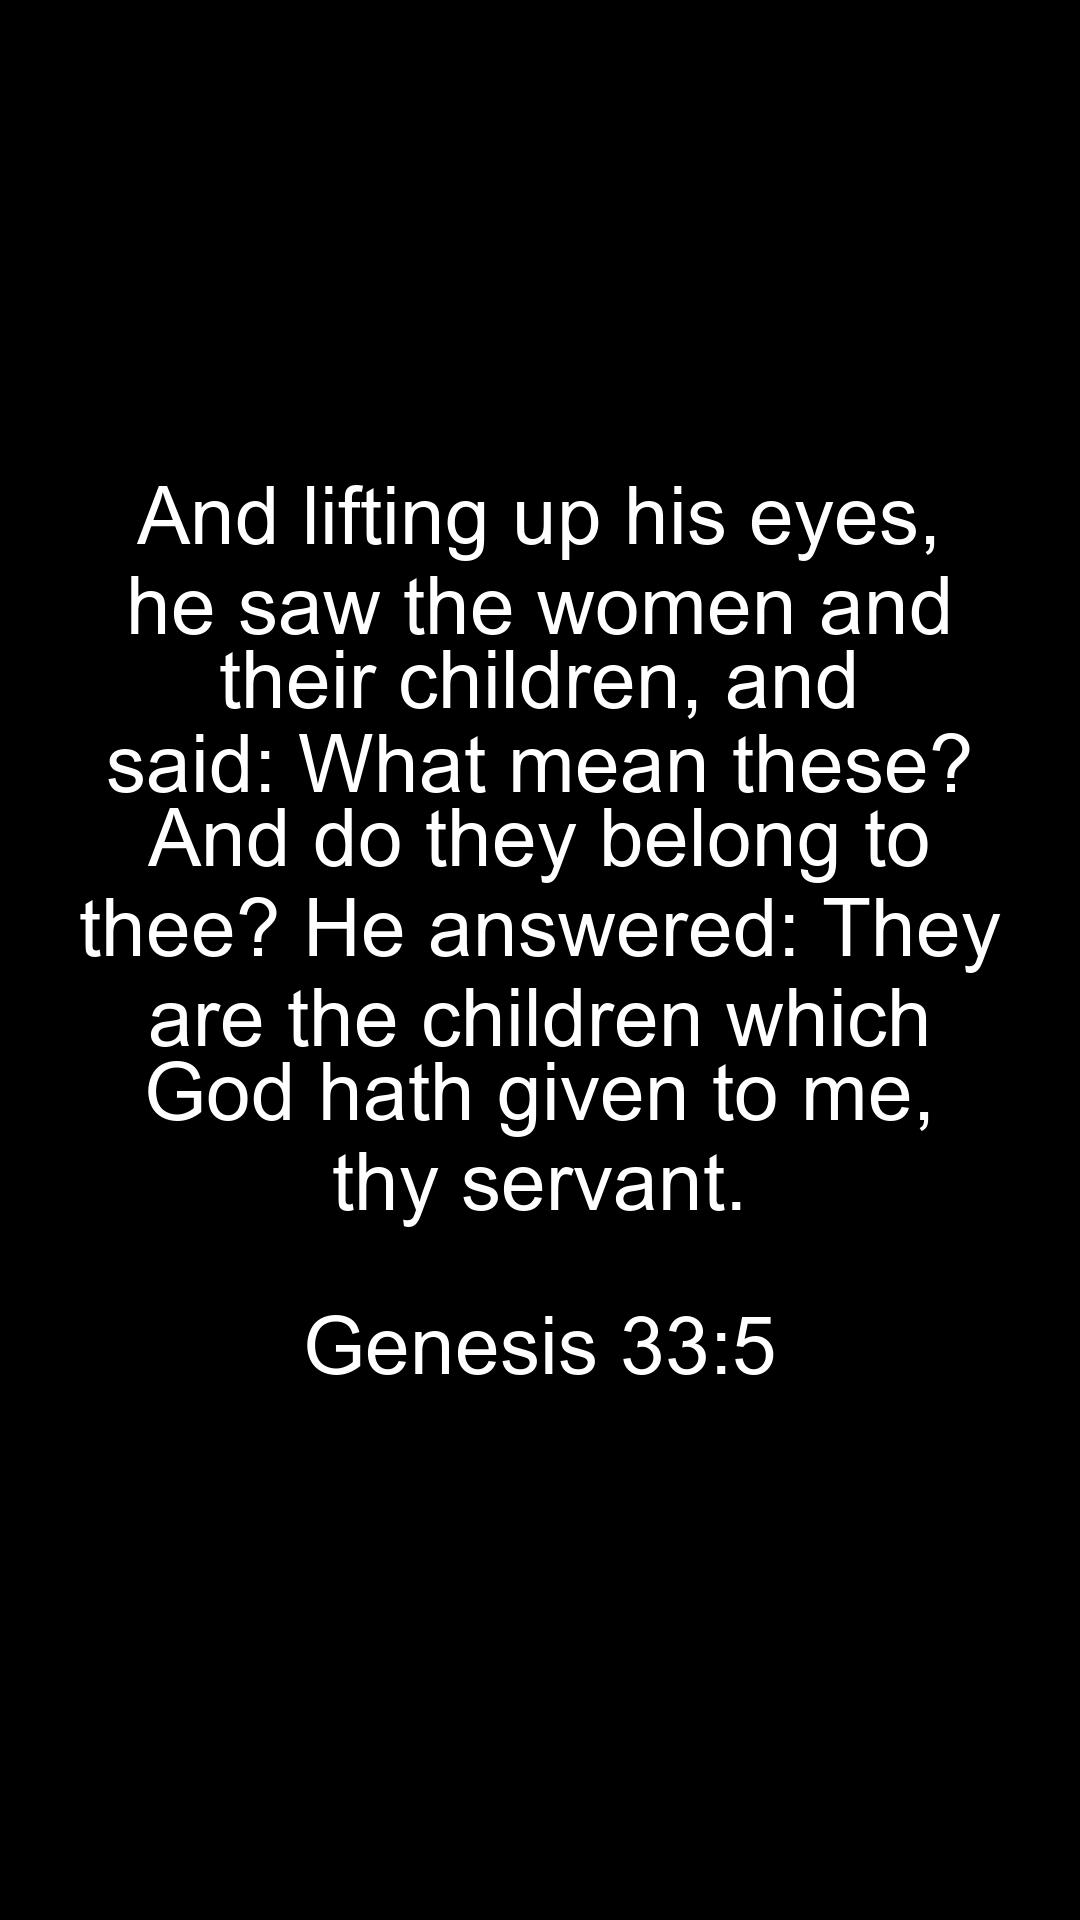 And lifting up his eyes,
he saw the women and
their children, and
said: What mean these?
And do they belong to
thee? He answered: They
are the children which
God hath given to me,
thy servant.
Genesis 33:5